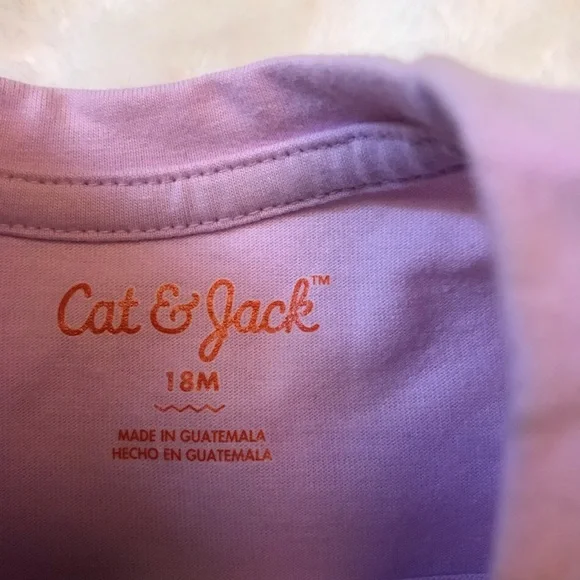 Cat & Jack™
18M
MADE IN GUATEMALA
HECHO EN GUATEMALA